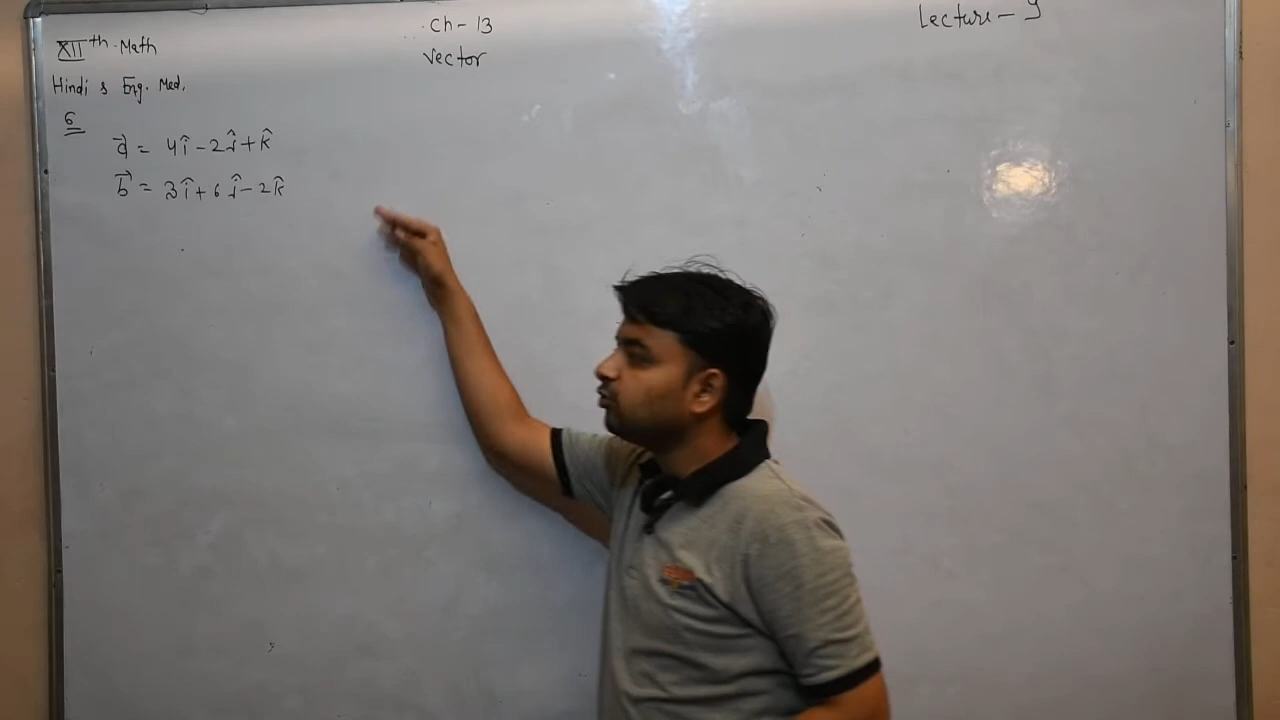 Ch - 13
Lecture - 9
XIIth Math
Vector
Hindi & Eng. Med.
6
a⃗ = 4î - 2ĵ + k̂
b⃗ = 3î + 6ĵ - 2k̂